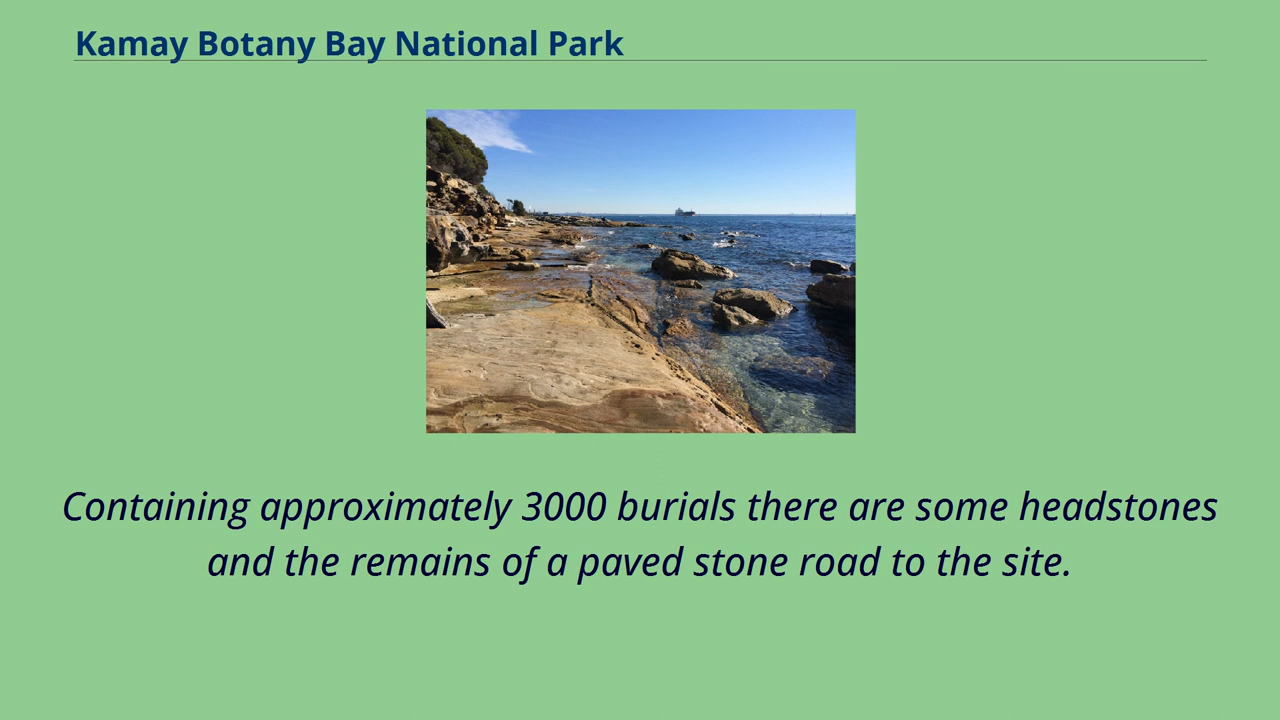 Kamay Botany Bay National Park
Containing approximately 3000 burials there are some headstones
and the remains of a paved stone road to the site.